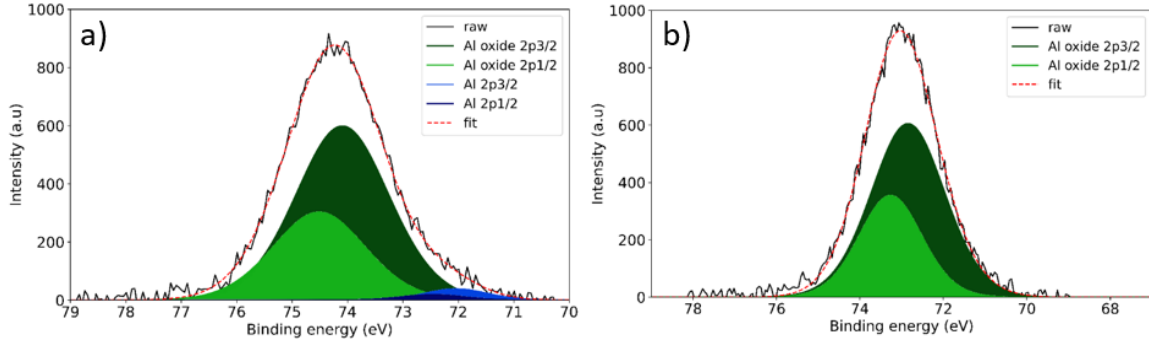 a)
1000
800
600
400
200
0
Intensity (a.u)
raw
Al oxide 2p3/2
Al oxide 2p1/2
Al 2p3/2
Al 2p1/2
fit
79 78 77 76 75 74 73 72 71 70
Binding energy (eV)
b)
1000
800
600
400
200
0
Intensity (a.u)
raw
Al oxide 2p3/2
Al oxide 2p1/2
fit
78 76 74 72 70 68
Binding energy (eV)